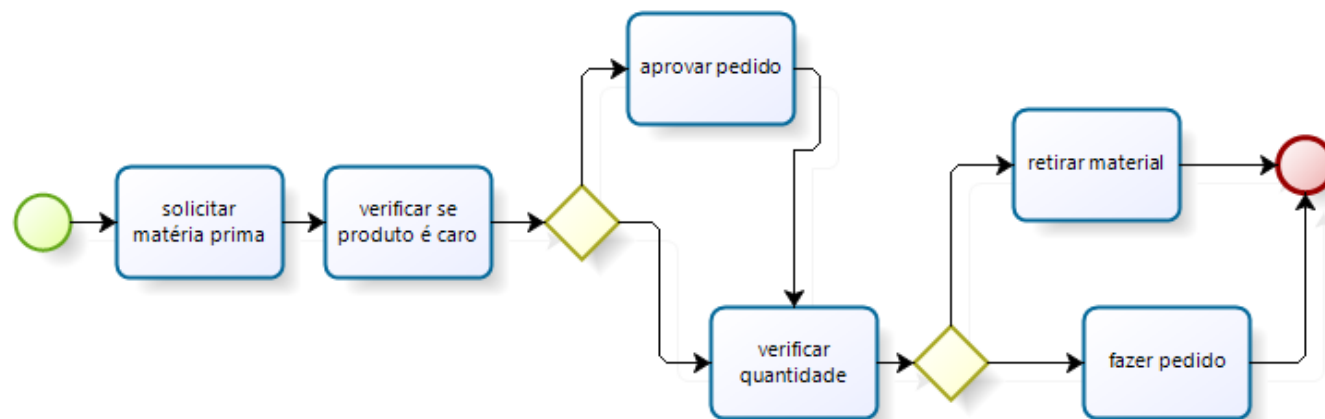 solicitar
matéria prima
verificar se
produto é caro
aprovar pedido
verificar
quantidade
retirar material
fazer pedido